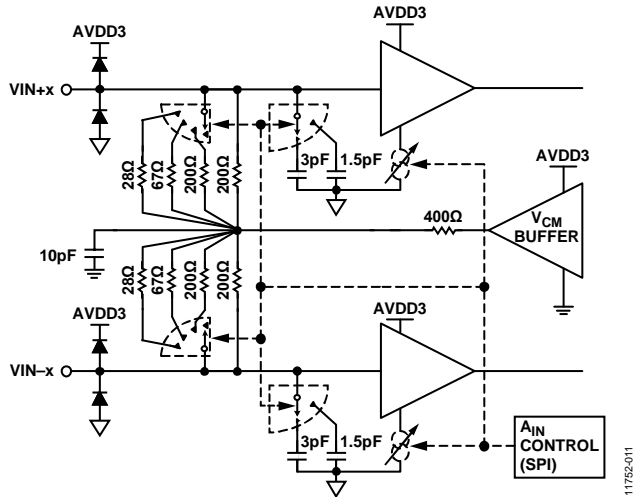 AVDD3
AVDD3
VIN+x
28Ω
67Ω
200Ω
200Ω
3pF
1.5pF
AVDD3
400Ω
VCM
BUFFER
10pF
28Ω
67Ω
200Ω
200Ω
AVDD3
AVDD3
VIN–x
3pF
1.5pF
AIN
CONTROL
(SPI)
11752-011